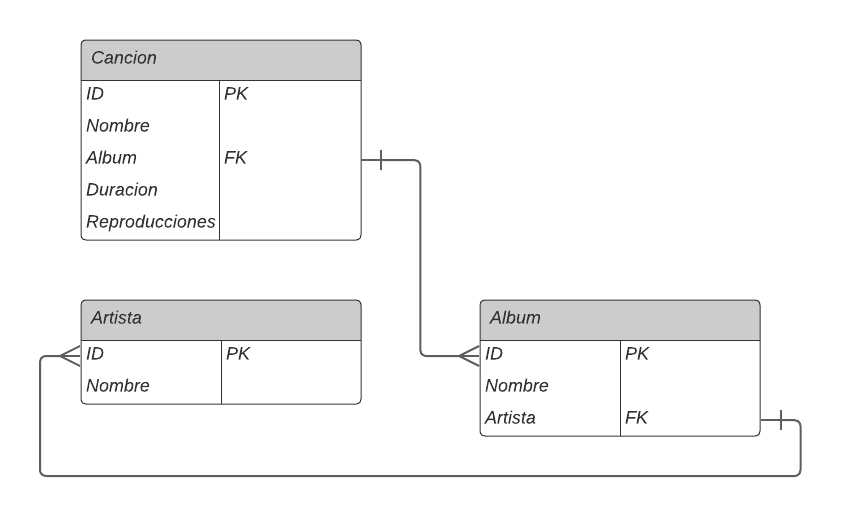 Cancion
ID PK
Nombre
Album FK
Duracion
Reproducciones
Artista
ID PK
Nombre
Album
ID PK
Nombre
Artista FK